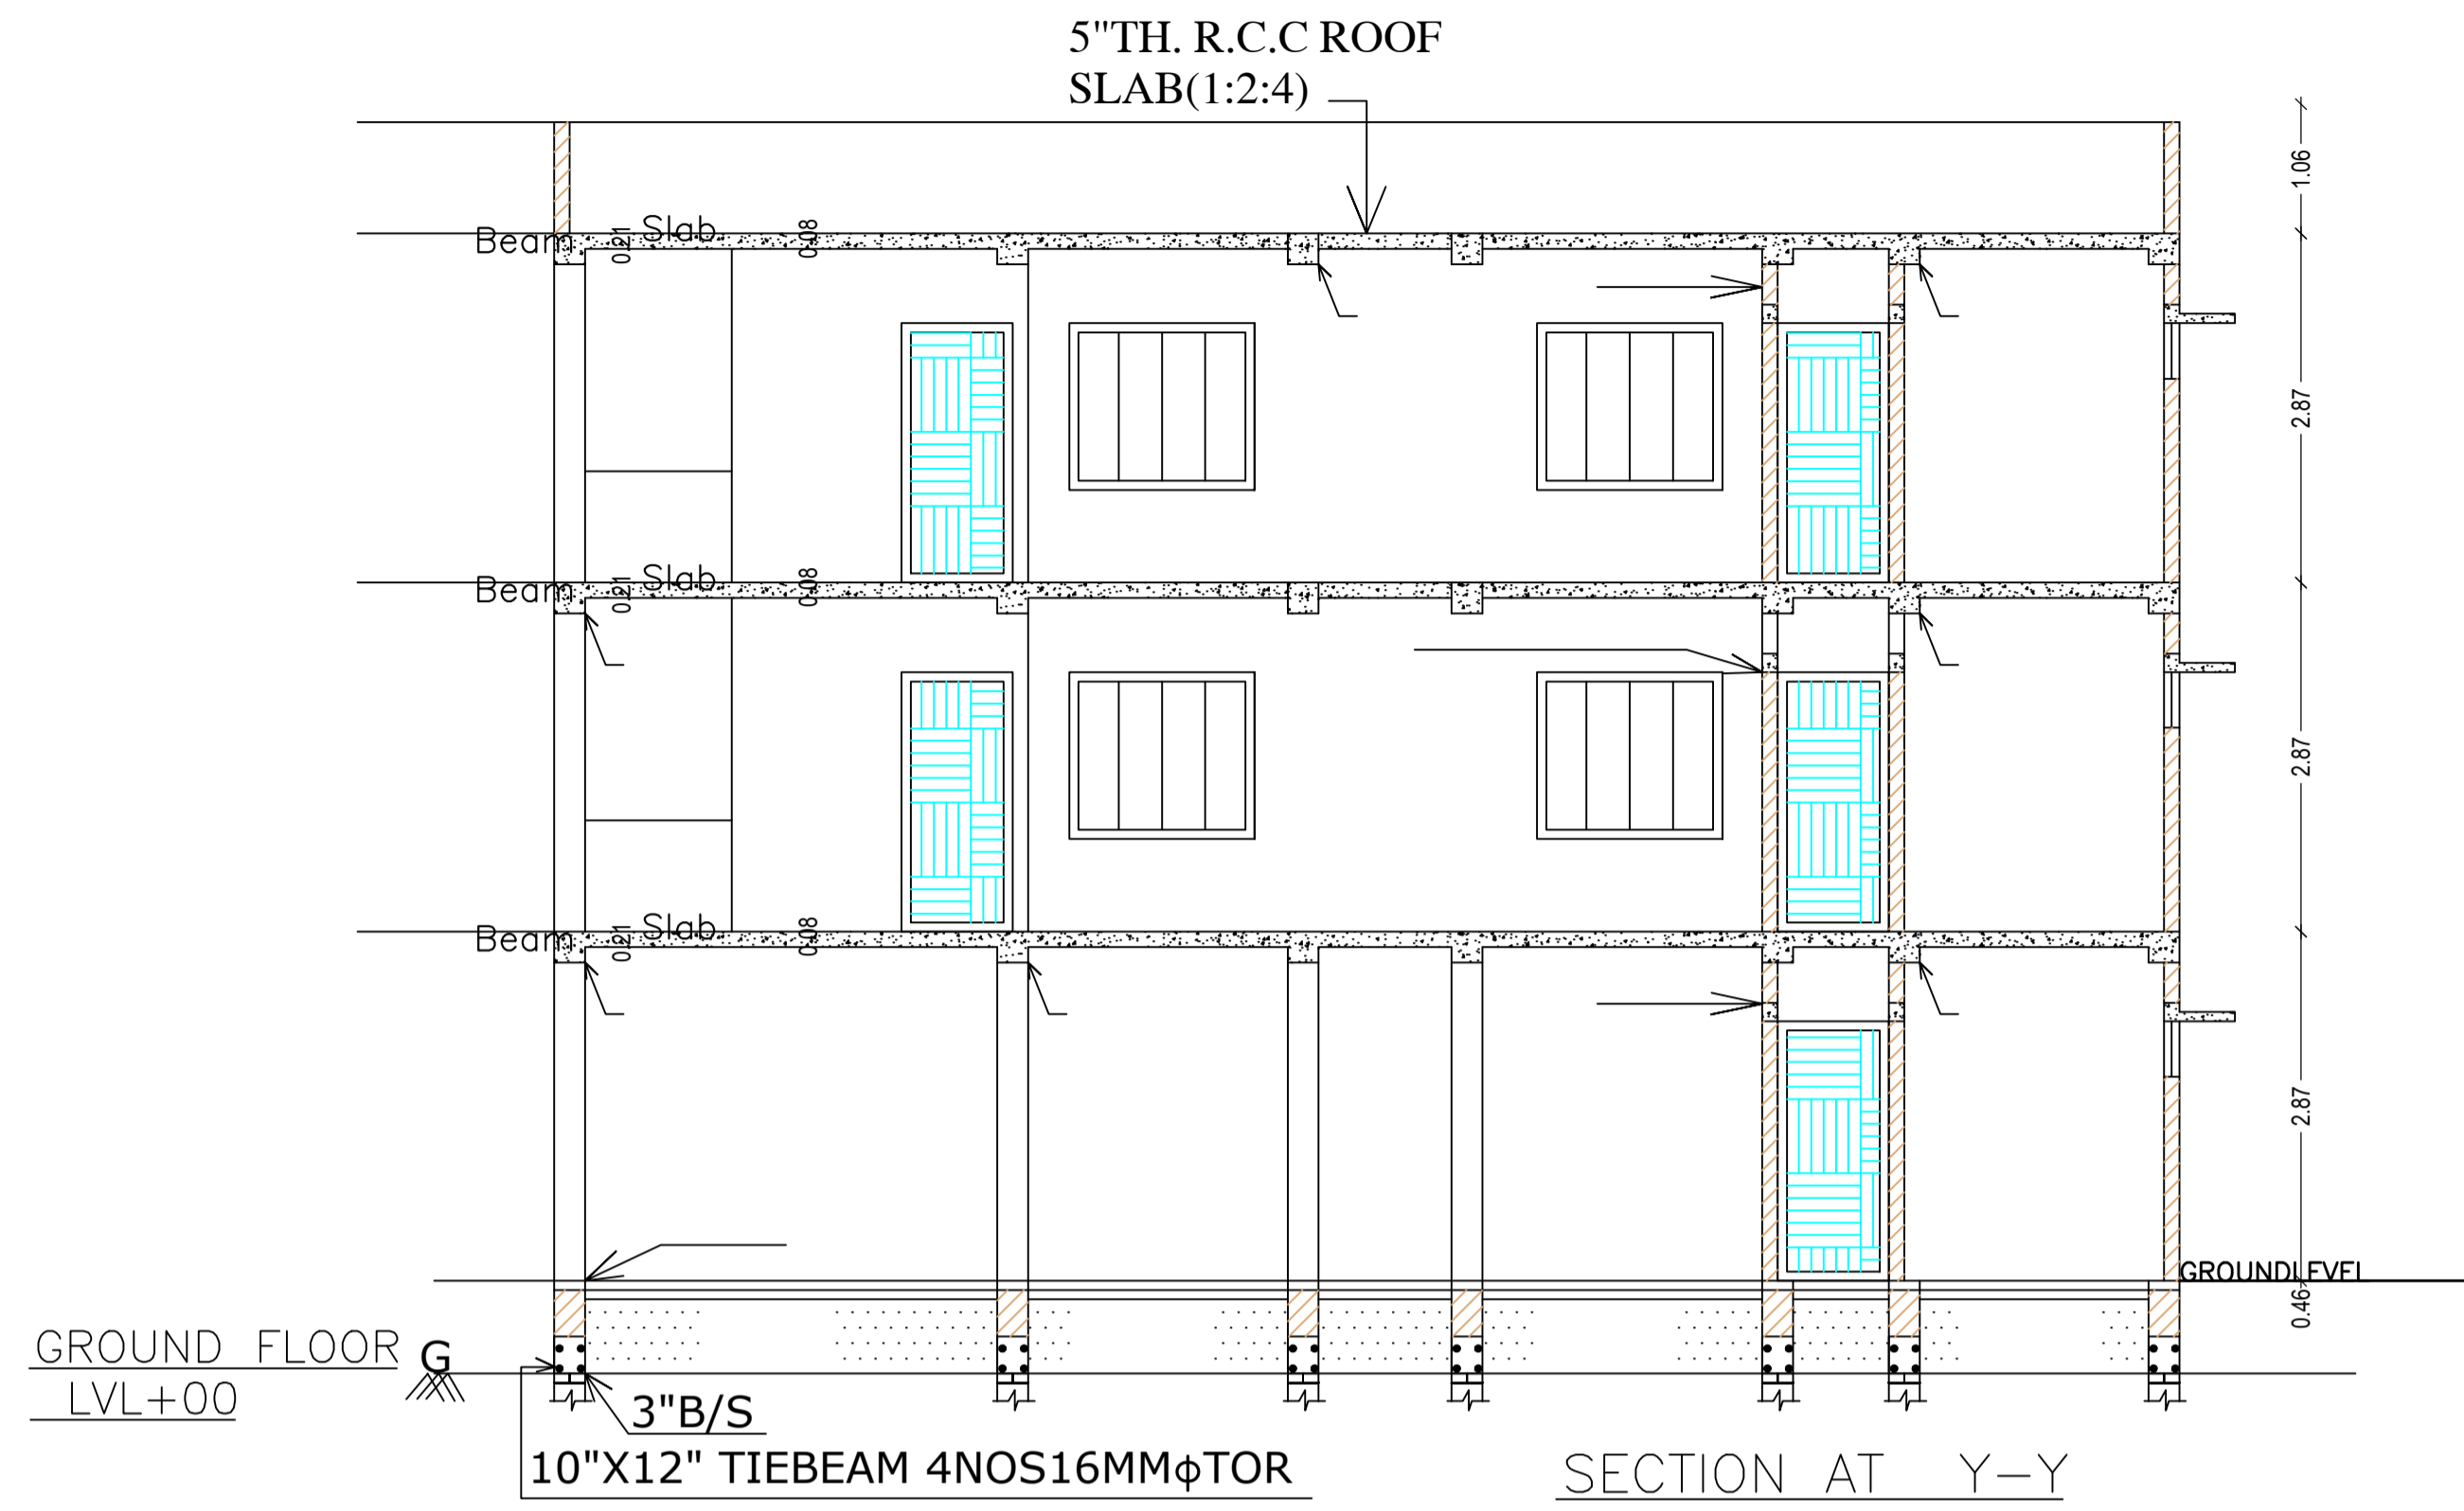 5"TH. R.C.C ROOF
SLAB(1:2:4)
1.06
Beam 0.21 Slab 0.08
2.87
Beam 0.21 Slab 0.08
2.87
Beam 0.21 Slab 0.08
2.87
GROUNDLEVEL
0.46
GROUND FLOOR
LVL+00
G
3"B/S
10"X12" TIEBEAM 4NOS16MMϕTOR
SECTION AT Y-Y